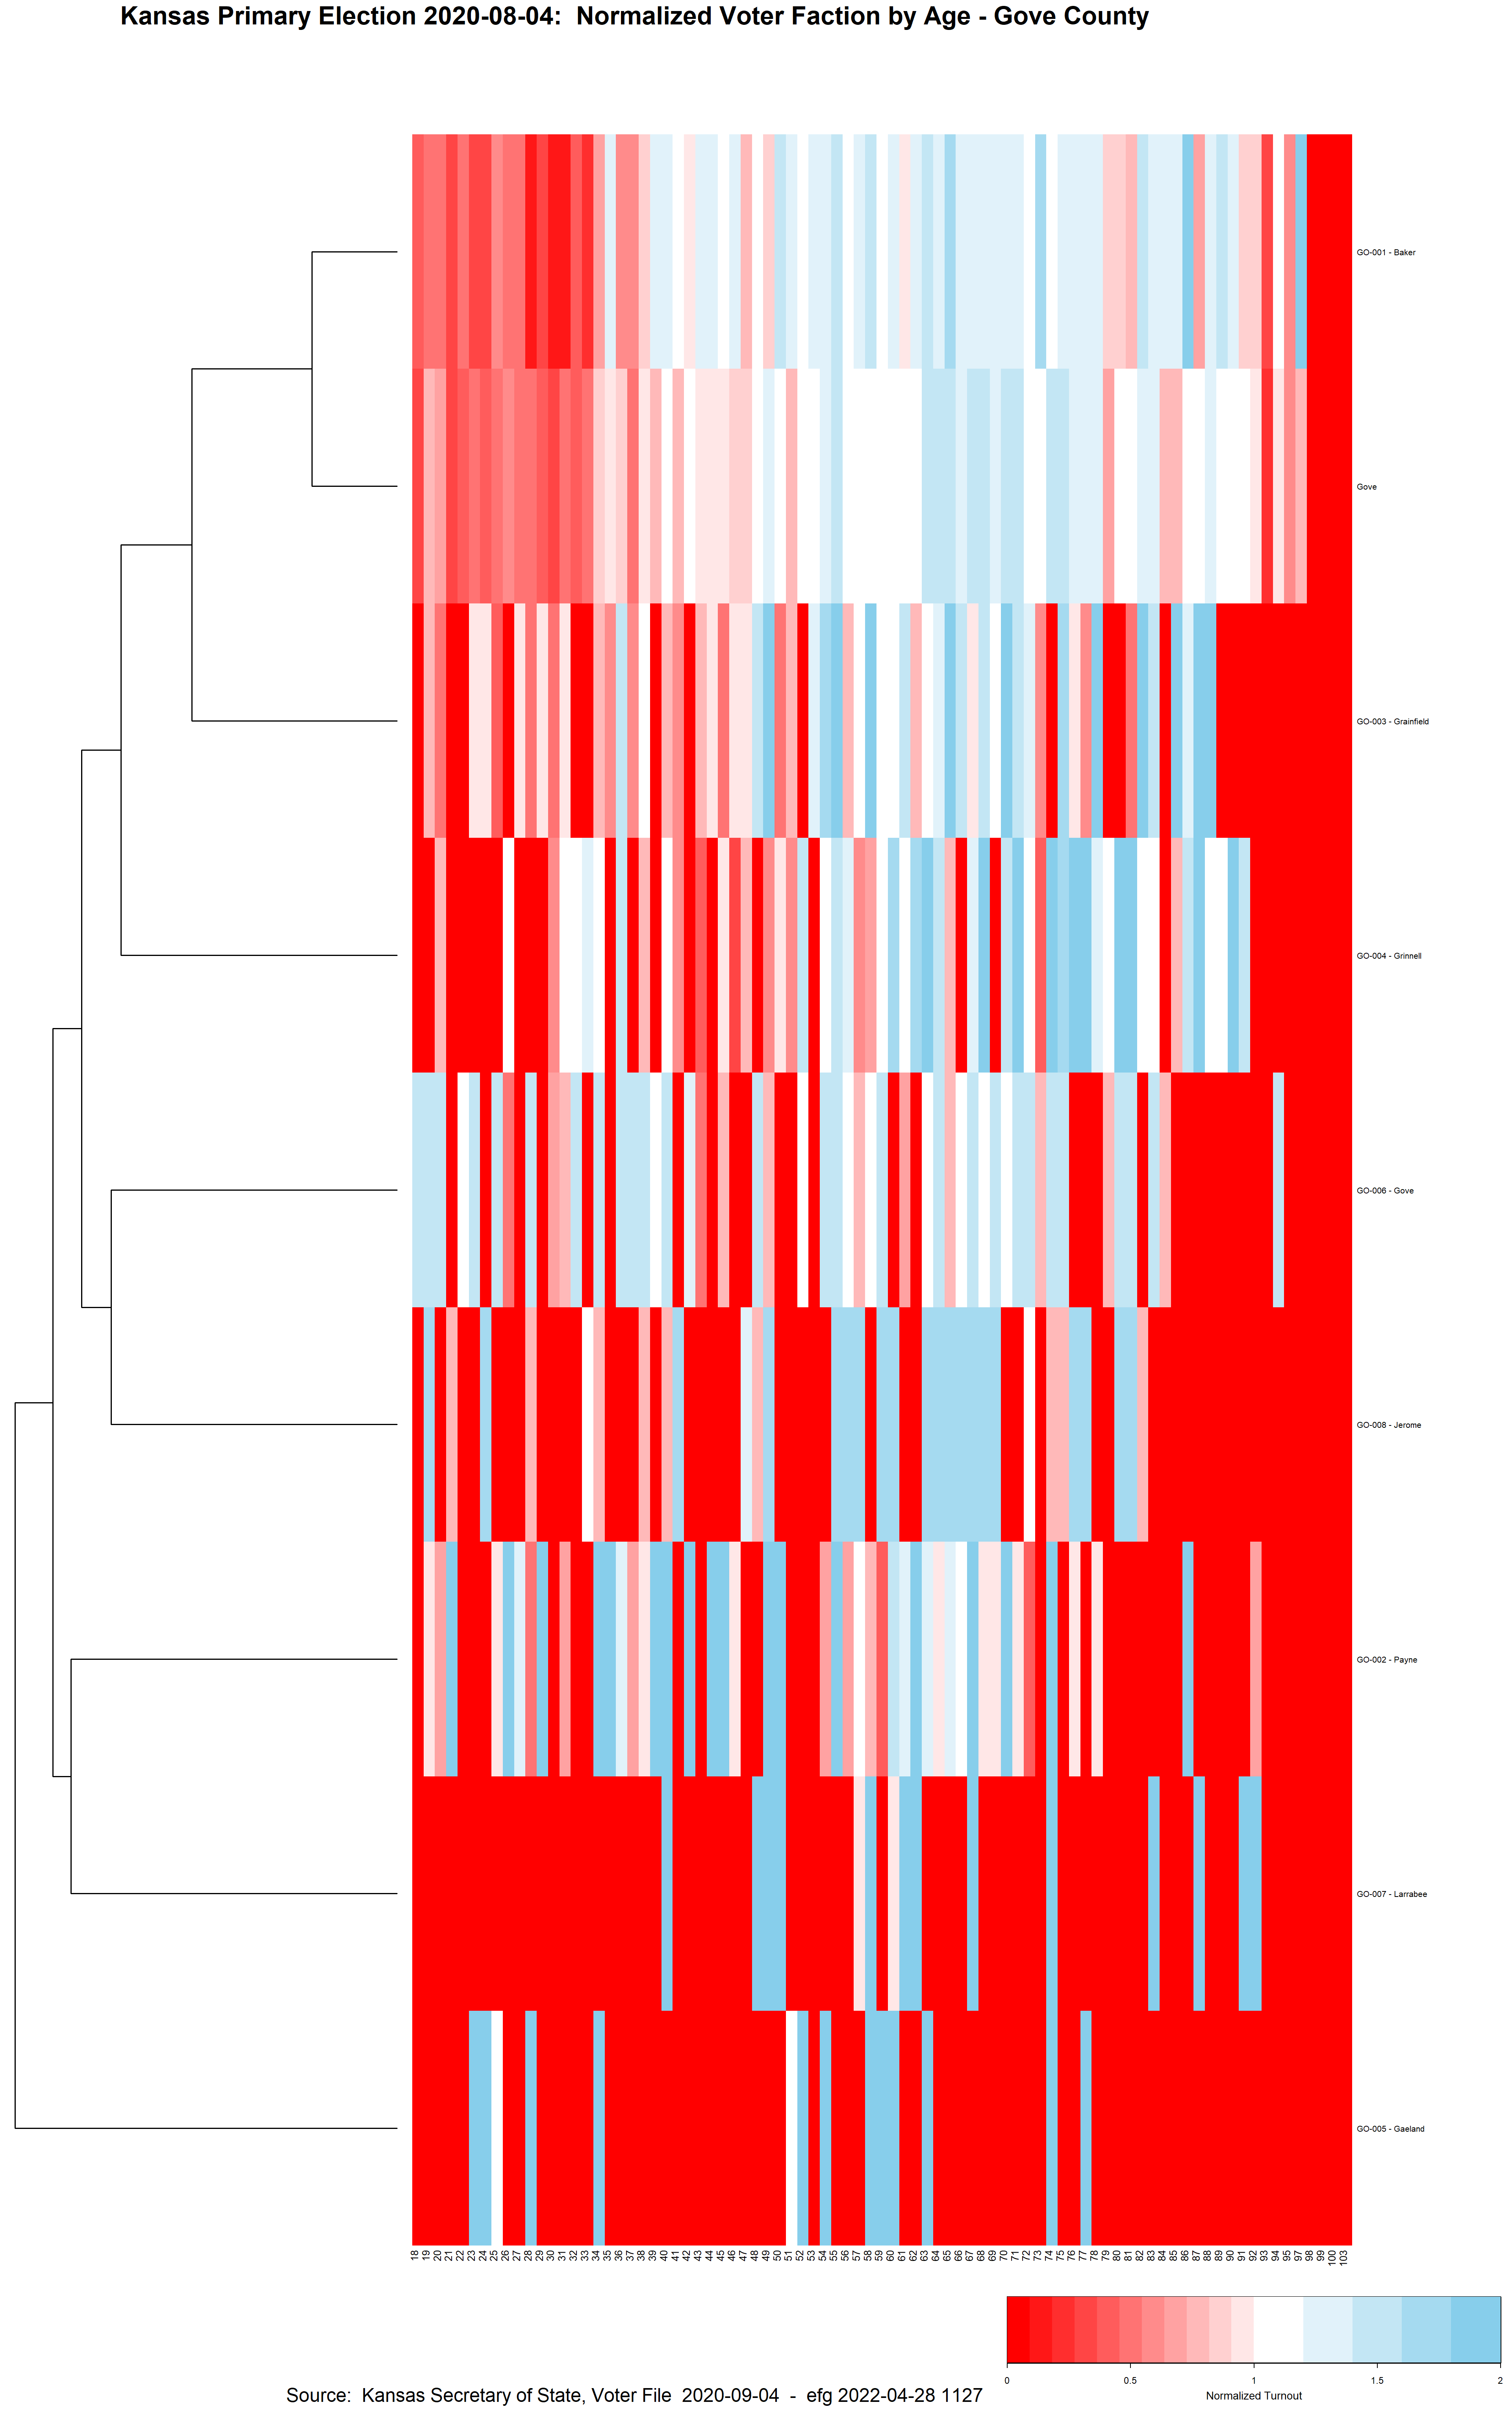 Kansas Primary Election 2020-08-04:  Normalized Voter Faction by Age - Gove County
GO-001 - Baker
Gove
GO-003 - Grainfield
GO-004 - Grinnell
GO-006 - Gove
GO-008 - Jerome
GO-002 - Payne
GO-007 - Larrabee
GO-005 - Gaeland
18 19 20 21 22 23 24 25 26 27 28 29 30 31 32 33 34 35 36 37 38 39 40 41 42 43 44 45 46 47 48 49 50 51 52 53 54 55 56 57 58 59 60 61 62 63 64 65 66 67 68 69 70 71 72 73 74 75 76 77 78 79 80 81 82 83 84 85 86 87 88 89 90 91 92 93 94 95 97 98 99 100 103
0 0.5 1 1.5 2
Normalized Turnout
Source:  Kansas Secretary of State, Voter File  2020-09-04  -  efg 2022-04-28 1127